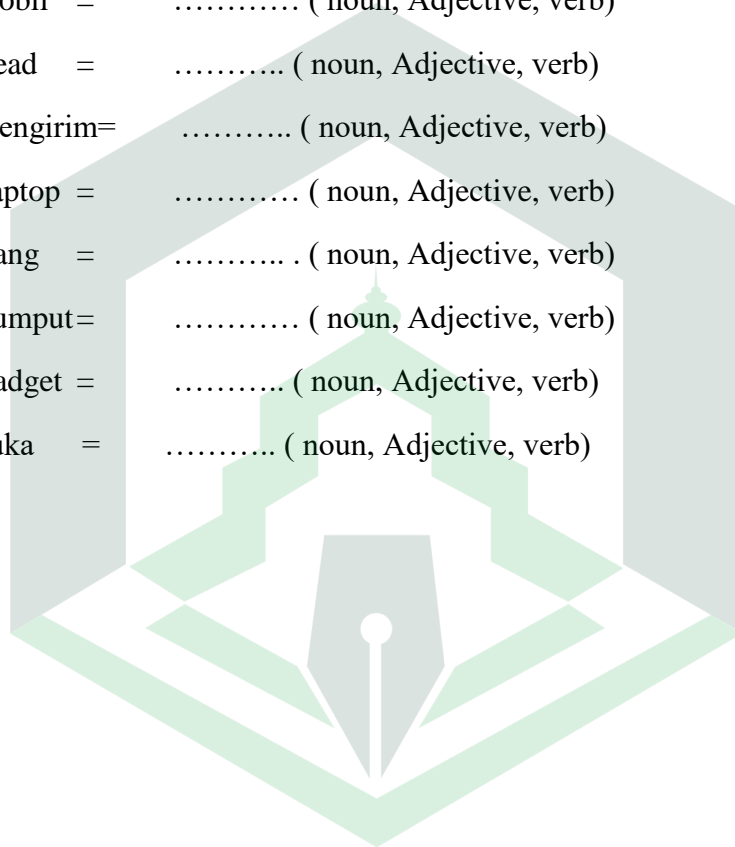 obil = ………… ( noun, Adjective, verb)
ead = ……….. ( noun, Adjective, verb)
engirim= ……….. ( noun, Adjective, verb)
aptop = ………… ( noun, Adjective, verb)
ang = ……….. . ( noun, Adjective, verb)
umput= ………… ( noun, Adjective, verb)
adget = ……….. ( noun, Adjective, verb)
uka = ……….. ( noun, Adjective, verb)